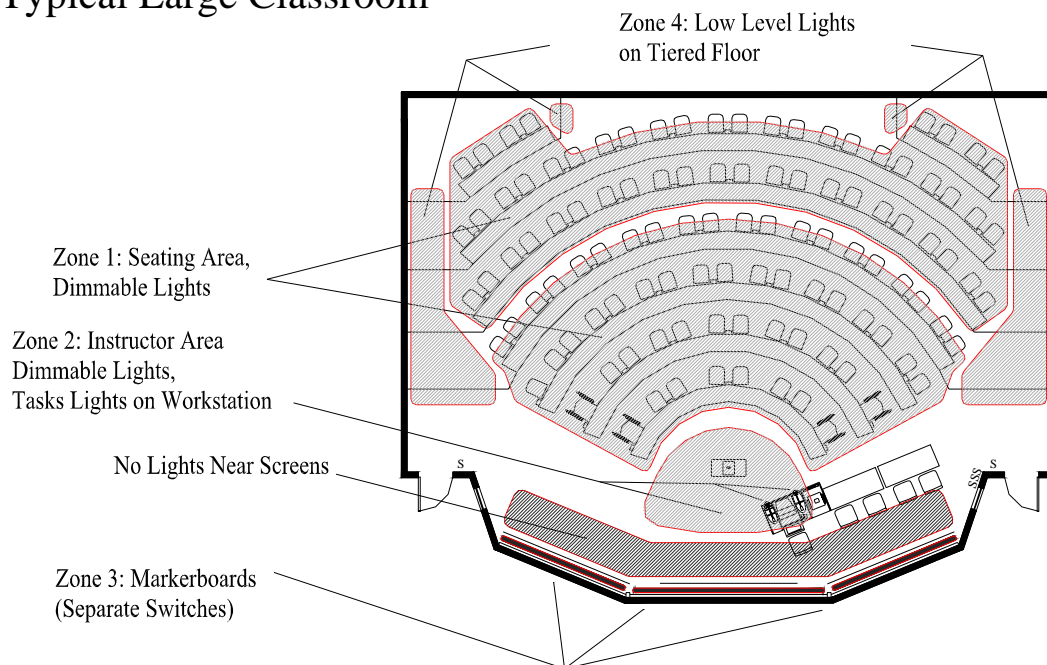 Typical Large Classroom
Zone 4: Low Level Lights
on Tiered Floor
Zone 1: Seating Area,
Dimmable Lights
Zone 2: Instructor Area
Dimmable Lights,
Tasks Lights on Workstation
No Lights Near Screens
S
SSS
S
Zone 3: Markerboards
(Separate Switches)